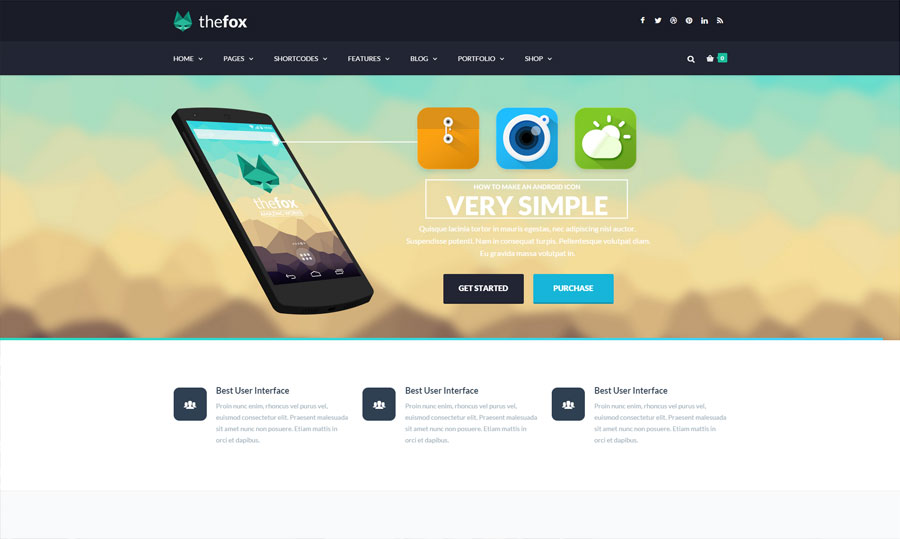 thefox
HOME PAGES SHORTCODES FEATURES BLOG PORTFOLIO SHOP 0
thefox
HOW TO MAKE AN ANDROID ICON
VERY SIMPLE
Quisque lacinia tortor in mauris egestas, nec adipiscing nisl auctor.
Suspendisse potenti. Nam in consequat turpis. Pellentesque volutpat diam.
Eu gravida massa volutpat in.
GET STARTED PURCHASE
Best User Interface
Proin nunc enim, rhoncus vel purus vel,
euismod consectetur elit. Praesent malesuada
sit amet nunc non posuere. Etiam mattis in
orci et dapibus.
Best User Interface
Proin nunc enim, rhoncus vel purus vel,
euismod consectetur elit. Praesent malesuada
sit amet nunc non posuere. Etiam mattis in
orci et dapibus.
Best User Interface
Proin nunc enim, rhoncus vel purus vel,
euismod consectetur elit. Praesent malesuada
sit amet nunc non posuere. Etiam mattis in
orci et dapibus.